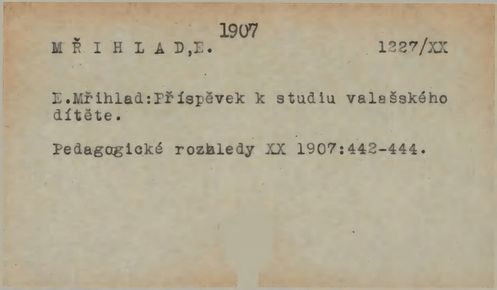 1907
M Ř I H L A D,E. 1227/XX
E.Mřihlad:Příspěvek k studiu valašského
dítěte.
Pedagogické rozhledy XX 1907:442-444.